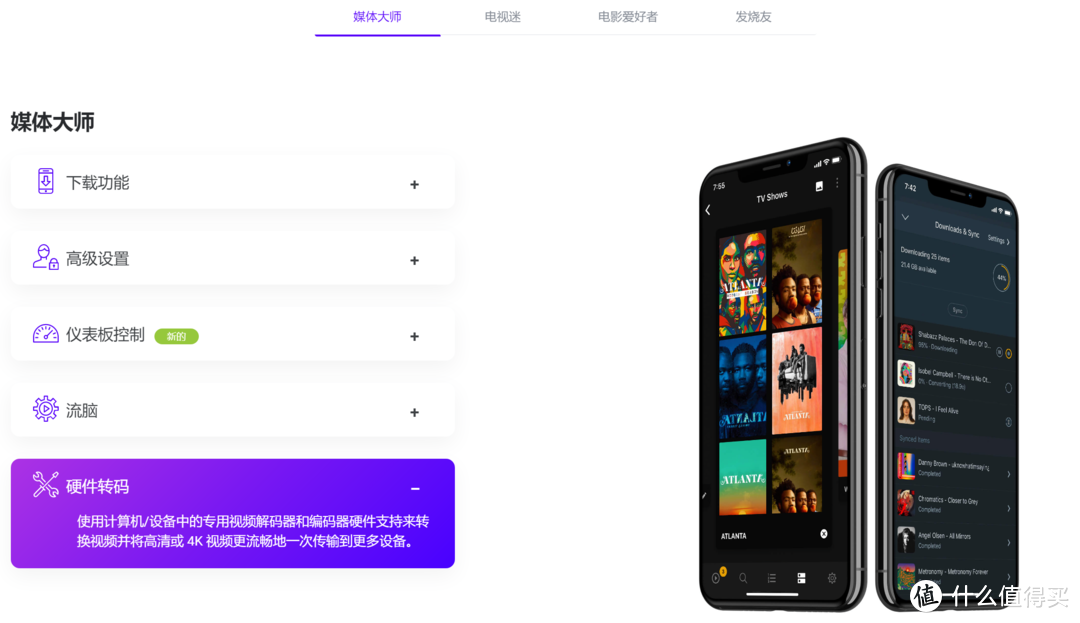 媒体大师
电视迷
电影爱好者
发烧友
媒体大师
下载功能
+
高级设置
+
仪表板控制 新的
+
流脑
+
硬件转码
−
使用计算机/设备中的专用视频解码器和编码器硬件支持来转
换视频并将高清或 4K 视频更流畅地一次传输到更多设备。
7:55
TV Shows
ATLANTA
ATLANTA
ATLANTA
ATLANTA
ATLANTA
7:42
Downloads & Sync
Settings
Downloading 25 items
21.4 GB available
44%
Sync
Shabazz Palaces - The Don Of D...
99% · Downloading
Isobel Campbell - There is No Ot...
0% · Converting (18.9x)
TOPS - I Feel Alive
Pending
Synced Items
Danny Brown - uknowhatimsayin¿
Completed
Chromatics - Closer to Grey
Completed
Angel Olsen - All Mirrors
Completed
Metronomy - Metronomy Forever
值 什么值得买